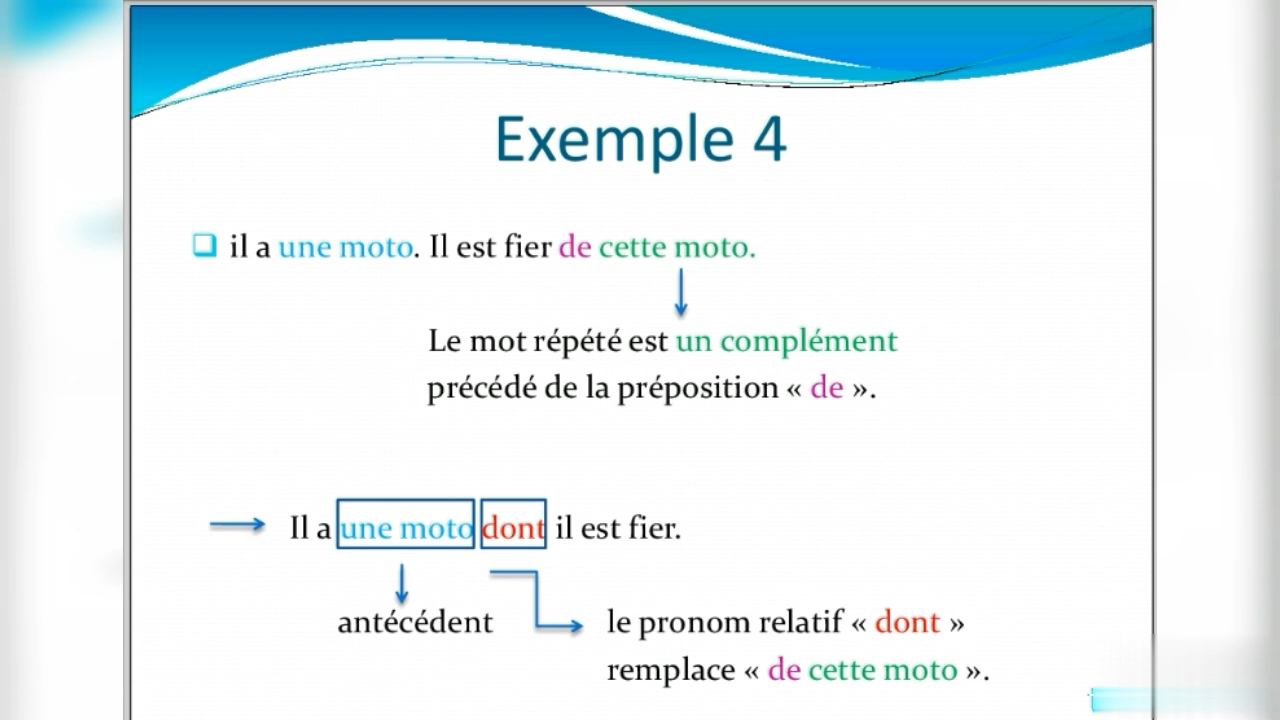 Exemple 4
il a une moto. Il est fier de cette moto.
Le mot répété est un complément
précédé de la préposition « de ».
Il a une moto dont il est fier.
antécédent
le pronom relatif « dont »
remplace « de cette moto ».